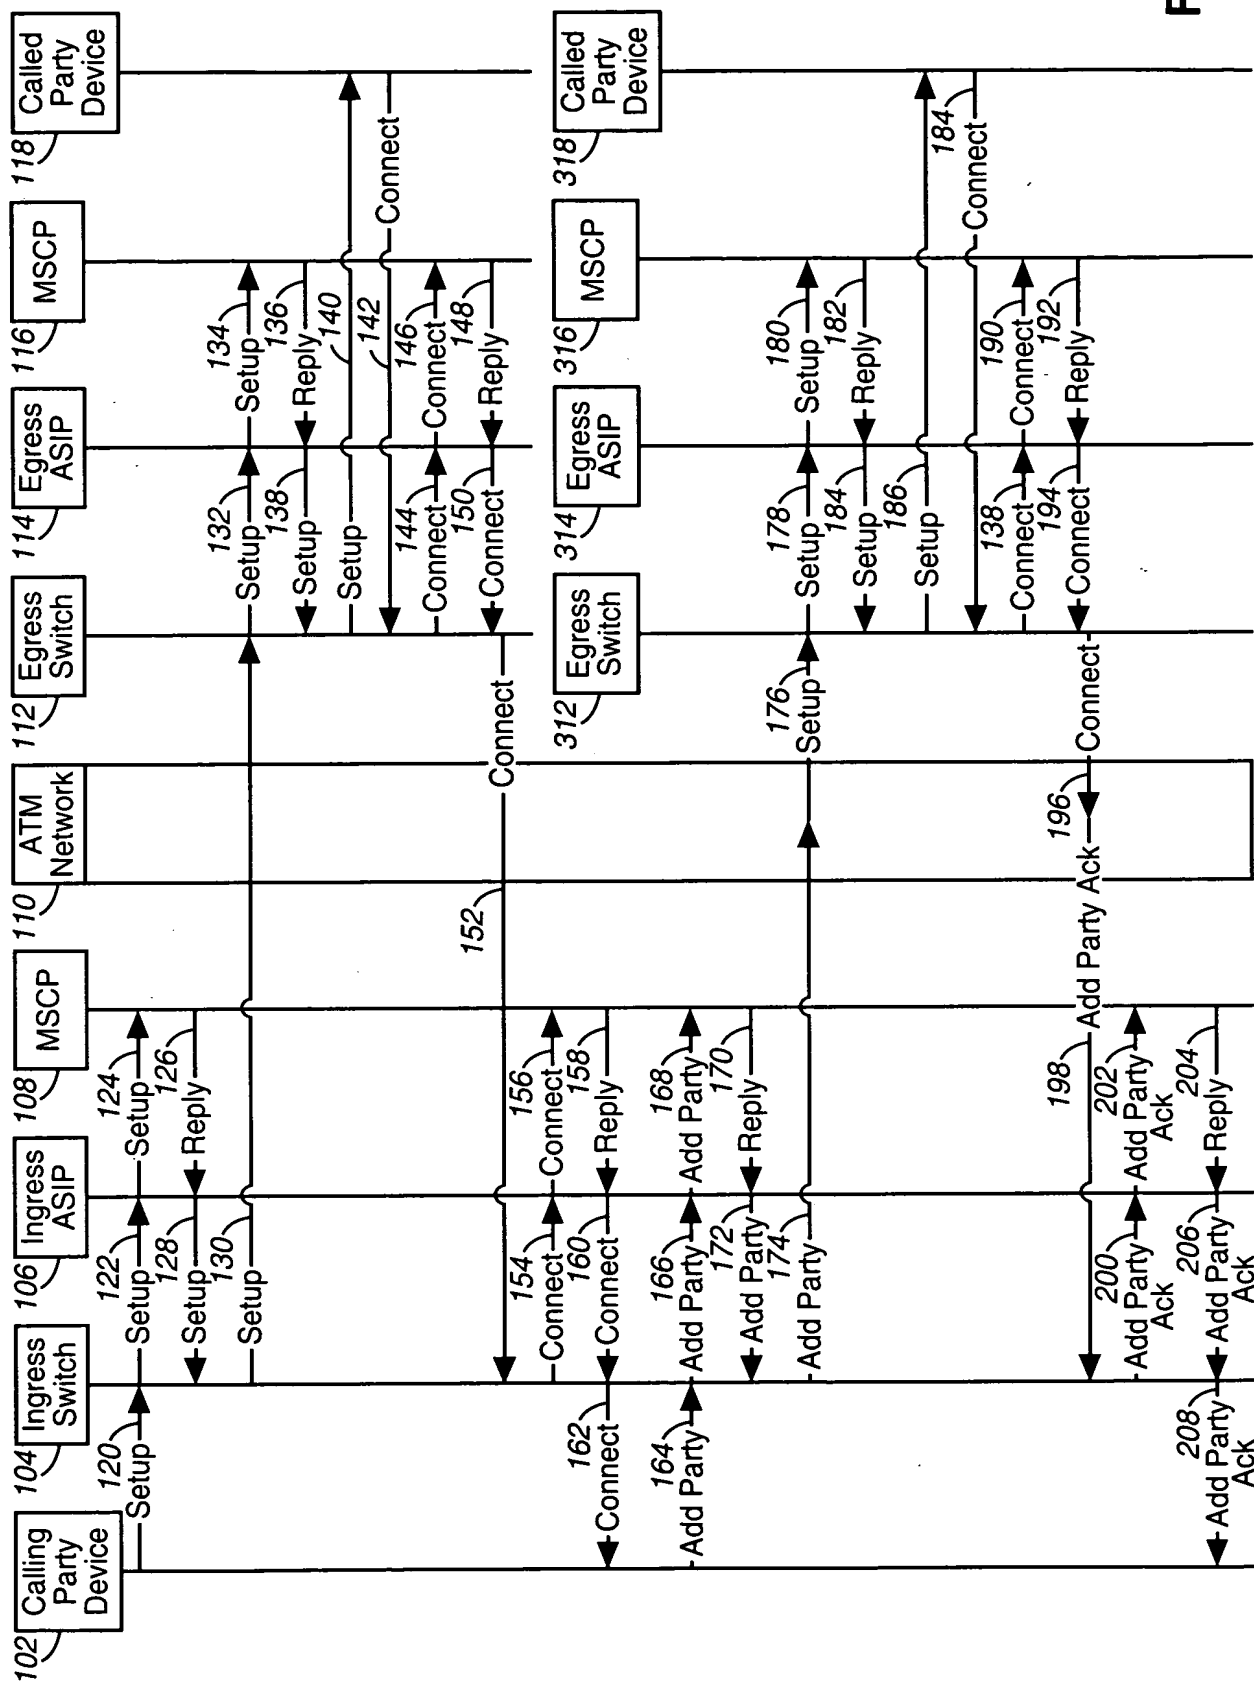 102
Calling
Party
Device
104
Ingress
Switch
106
Ingress
ASIP
108
MSCP
110
ATM
Network
112
Egress
Switch
114
Egress
ASIP
116
MSCP
118
Called
Party
Device
120
Setup
122
Setup
124
Setup
126
Reply
128
Setup
130
Setup
132
Setup
134
Setup
136
Reply
138
Setup
140
Setup
142
Connect
144
Connect
146
Connect
148
Reply
150
Connect
Connect
152
154
Connect
156
Connect
158
Reply
160
Connect
162
Connect
312
Egress
Switch
314
Egress
ASIP
316
MSCP
318
Called
Party
Device
164
Add Party
166
Add Party
168
Add Party
170
Reply
172
Add Party
174
Add Party
176
Setup
178
Setup
180
Setup
182
Reply
184
Setup
186
Setup
184
Connect
138
Connect
190
Connect
192
Reply
194
Connect
Connect
196
Add Party Ack
198
200
Add Party
Ack
202
Add Party
Ack
204
Reply
206
Add Party
Ack
208
Add Party
Ack